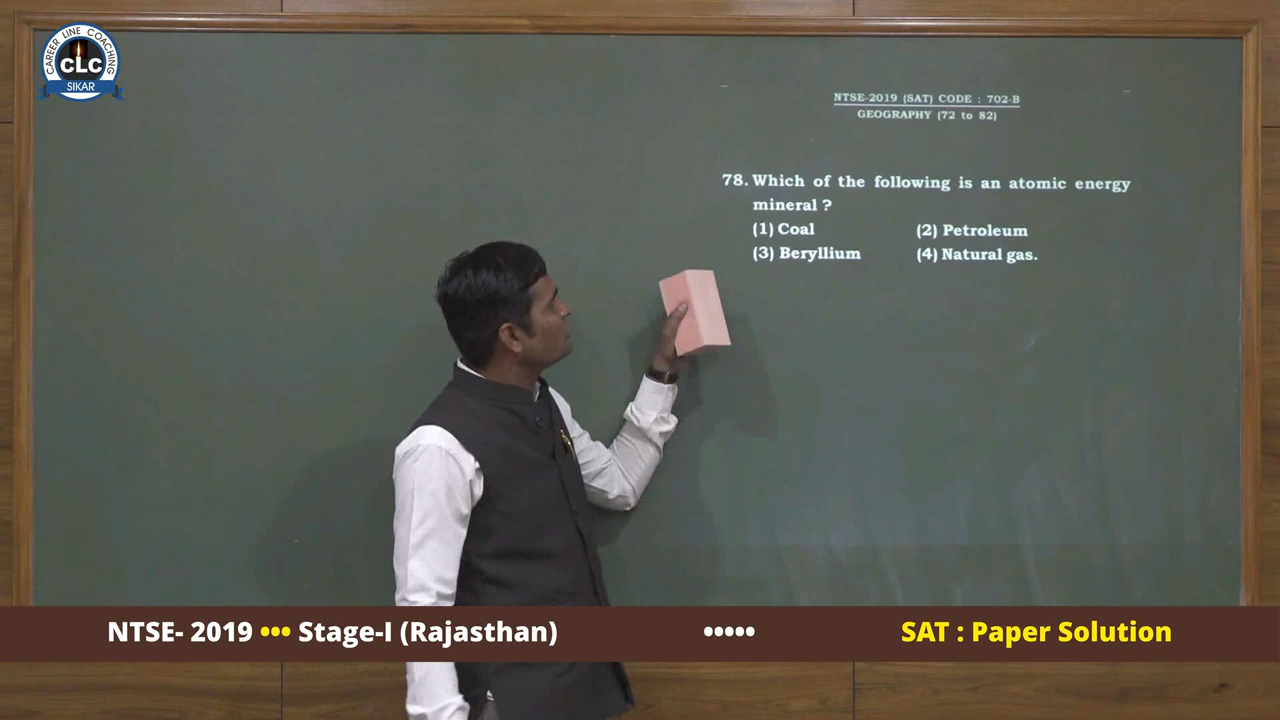 CAREER LINE COACHING
CLC
SIKAR
NTSE-2019 (SAT) CODE : 702-B
GEOGRAPHY (72 to 82)
78. Which of the following is an atomic energy
mineral ?
(1) Coal (2) Petroleum
(3) Beryllium (4) Natural gas.
NTSE- 2019 ••• Stage-I (Rajasthan) ••••• SAT : Paper Solution